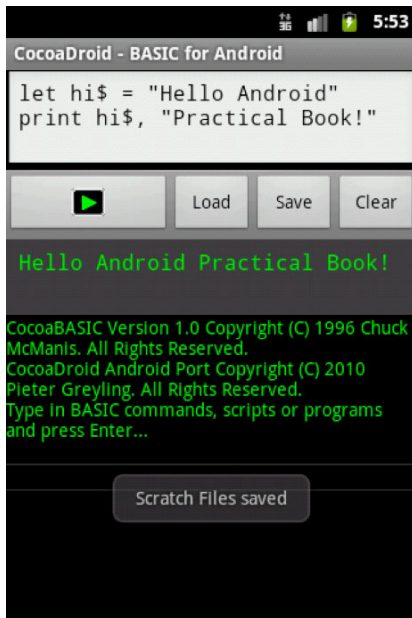 3G 5:53
CocoaDroid - BASIC for Android
let hi$ = "Hello Android"
print hi$, "Practical Book!"
Load Save Clear
Hello Android Practical Book!
CocoaBASIC Version 1.0 Copyright (C) 1996 Chuck
McManis. All Rights Reserved.
CocoaDroid Android Port Copyright (C) 2010
Pieter Greyling. All Rights Reserved.
Type in BASIC commands, scripts or programs
and press Enter...
Scratch Files saved